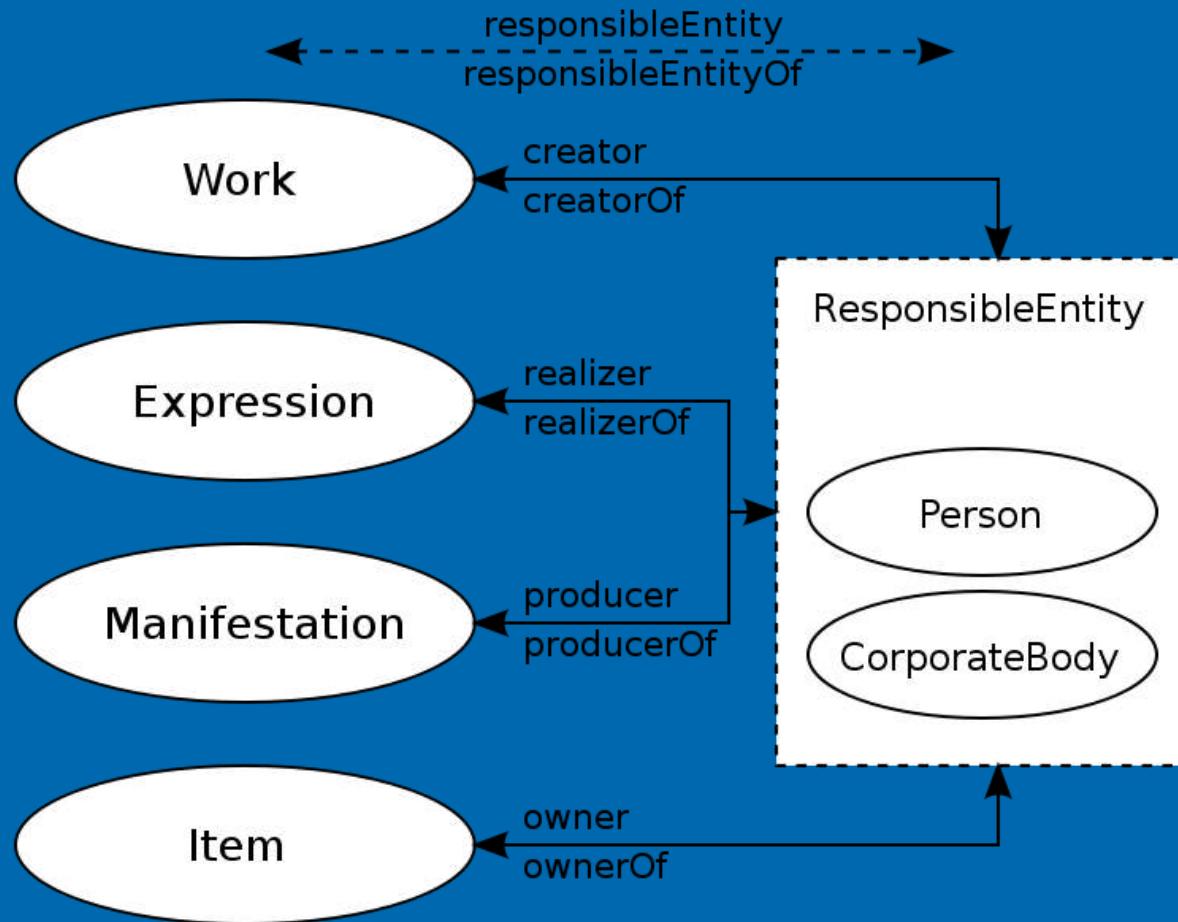 responsibleEntity
responsibleEntityOf
Work
creator
creatorOf
ResponsibleEntity
Expression
realizer
realizerOf
Person
Manifestation
producer
producerOf
CorporateBody
Item
owner
ownerOf